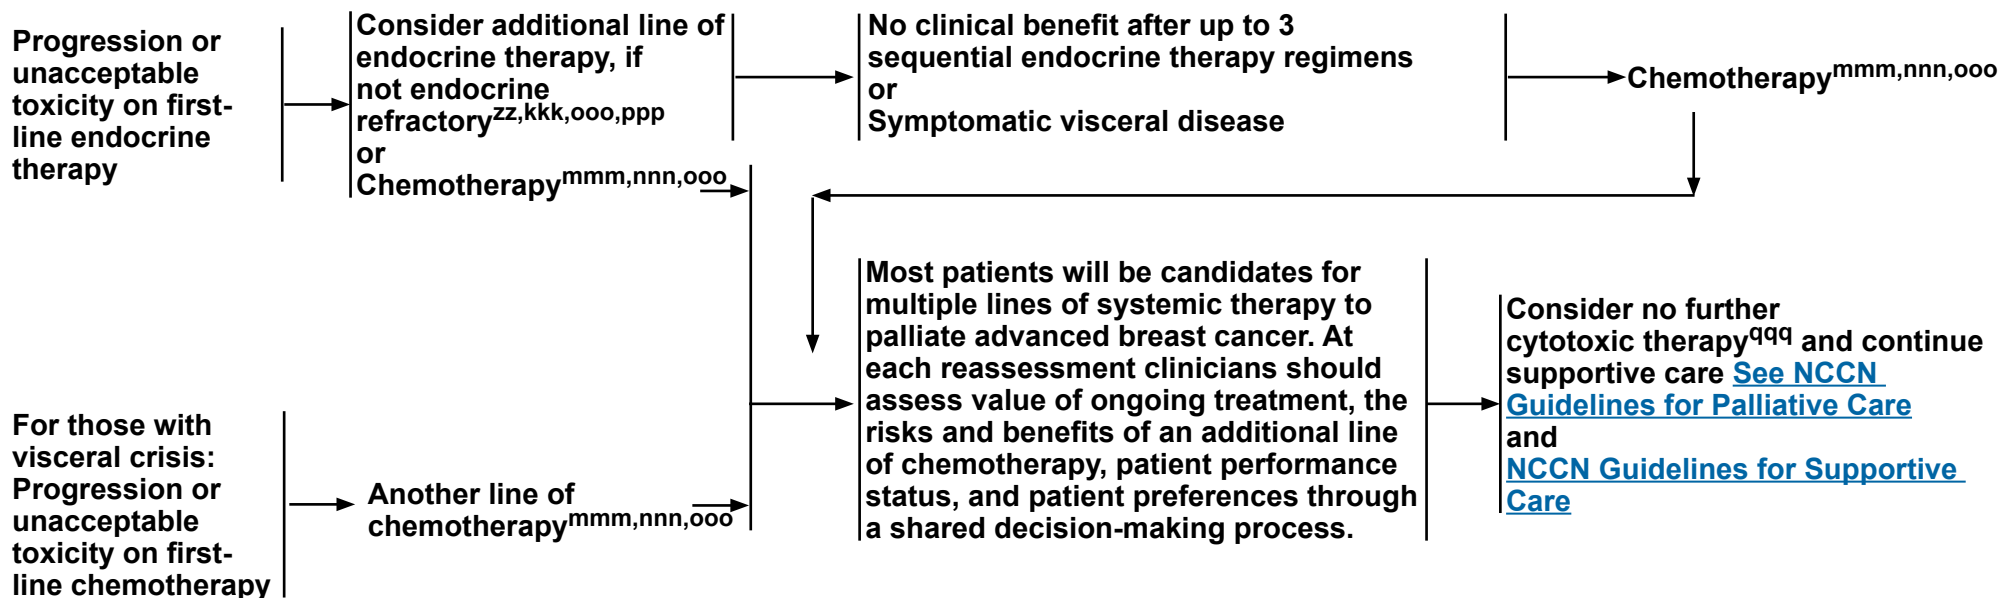 Progression or
unacceptable
toxicity on first-
line endocrine
therapy
Consider additional line of
endocrine therapy, if
not endocrine
refractoryzz,kkk,ooo,ppp
or
Chemotherapymmm,nnn,ooo
No clinical benefit after up to 3
sequential endocrine therapy regimens
or
Symptomatic visceral disease
Chemotherapymmm,nnn,ooo
For those with
visceral crisis:
Progression or
unacceptable
toxicity on first-
line chemotherapy
Another line of
chemotherapymmm,nnn,ooo
Most patients will be candidates for
multiple lines of systemic therapy to
palliate advanced breast cancer. At
each reassessment clinicians should
assess value of ongoing treatment, the
risks and benefits of an additional line
of chemotherapy, patient performance
status, and patient preferences through
a shared decision-making process.
Consider no further
cytotoxic therapyqqq and continue
supportive care See NCCN
Guidelines for Palliative Care
and
NCCN Guidelines for Supportive
Care